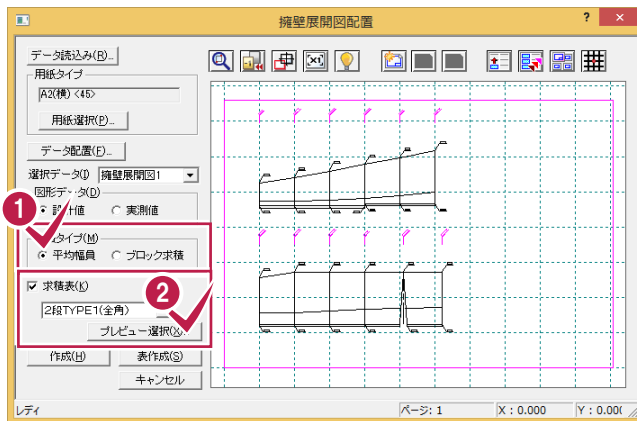 擁壁展開図配置
? ×
データ読込み(R)...
用紙タイプ
A2(横) <45>
用紙選択(P)...
データ配置(E)...
選択データ(I) 擁壁展開図1
図形データ(D)
1
設計値 実測値
タイプ(M)
平均幅員 ブロック求積
求積表(K)
2
2段TYPE1(全角)
プレビュー選択(X)...
作成(H) 表作成(S)
キャンセル
レディ ページ: 1 X : 0.000 Y : 0.00